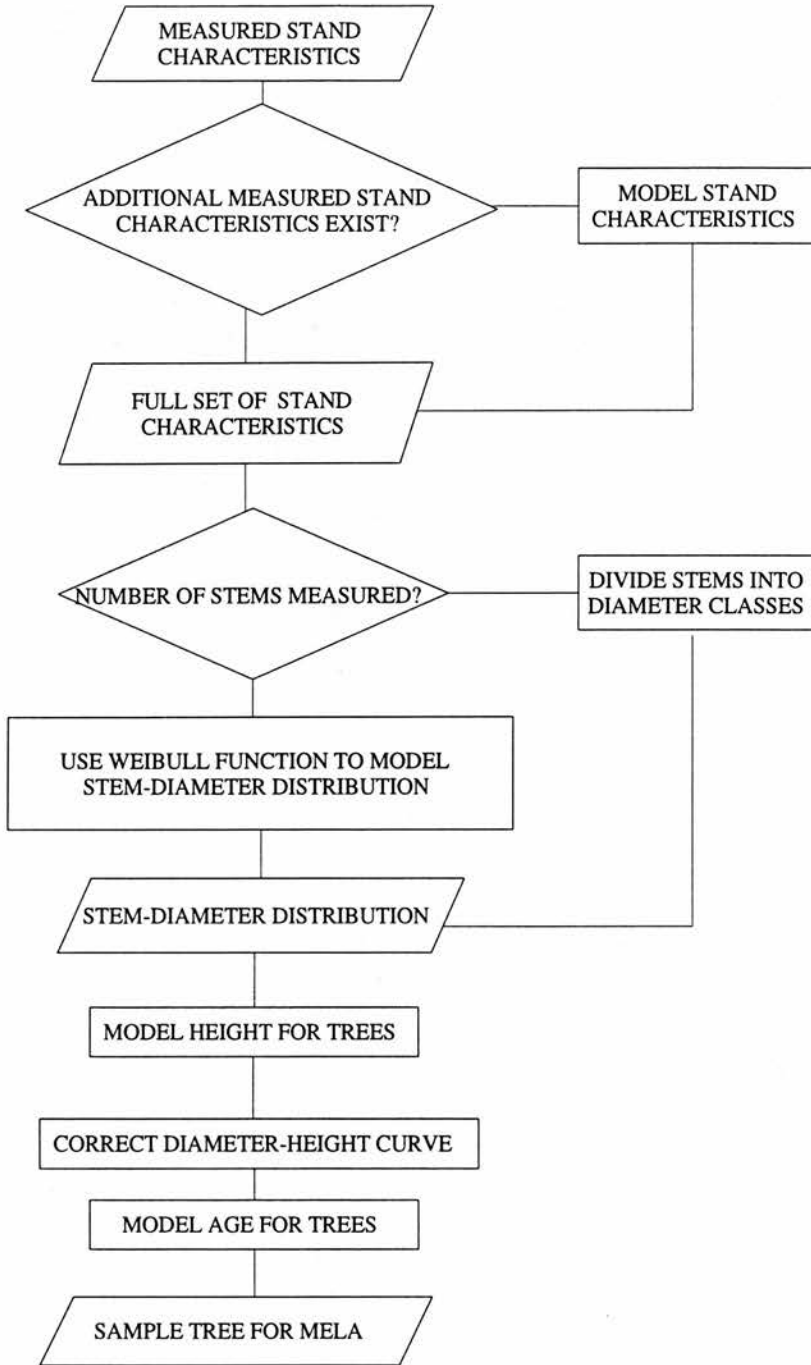 MEASURED STAND
CHARACTERISTICS
ADDITIONAL MEASURED STAND
CHARACTERISTICS EXIST?
MODEL STAND
CHARACTERISTICS
FULL SET OF STAND
CHARACTERISTICS
NUMBER OF STEMS MEASURED?
DIVIDE STEMS INTO
DIAMETER CLASSES
USE WEIBULL FUNCTION TO MODEL
STEM-DIAMETER DISTRIBUTION
STEM-DIAMETER DISTRIBUTION
MODEL HEIGHT FOR TREES
CORRECT DIAMETER-HEIGHT CURVE
MODEL AGE FOR TREES
SAMPLE TREE FOR MELA